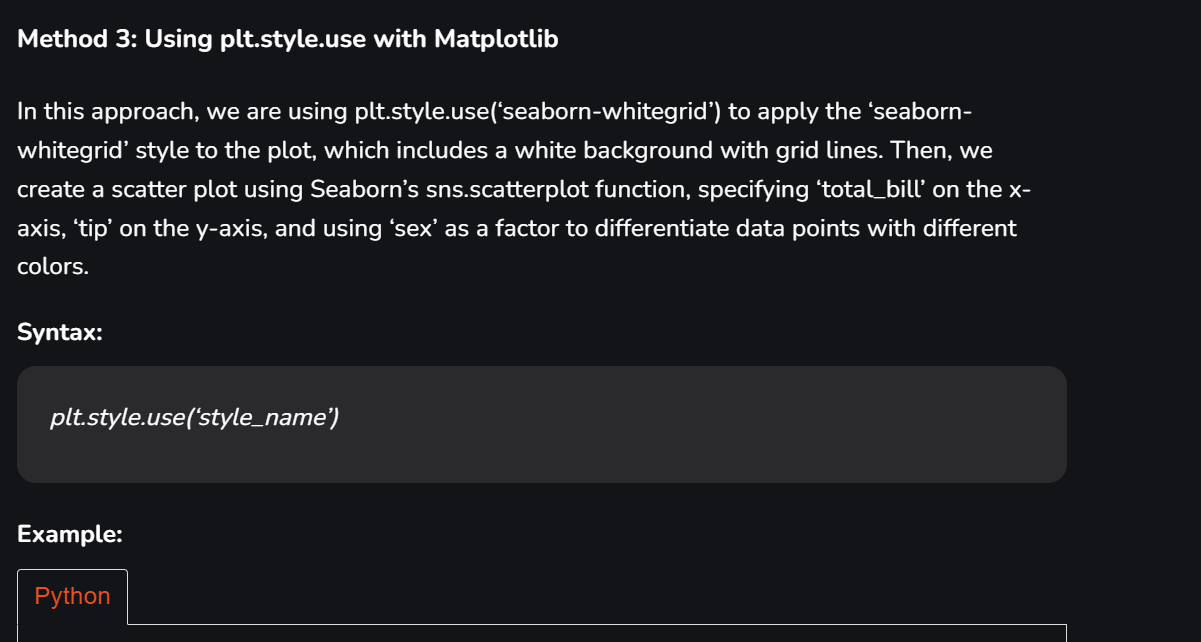 Method 3: Using plt.style.use with Matplotlib
In this approach, we are using plt.style.use(‘seaborn-whitegrid’) to apply the ‘seaborn-
whitegrid’ style to the plot, which includes a white background with grid lines. Then, we
create a scatter plot using Seaborn’s sns.scatterplot function, specifying ‘total_bill’ on the x-
axis, ‘tip’ on the y-axis, and using ‘sex’ as a factor to differentiate data points with different
colors.
Syntax:
plt.style.use(‘style_name’)
Example:
Python